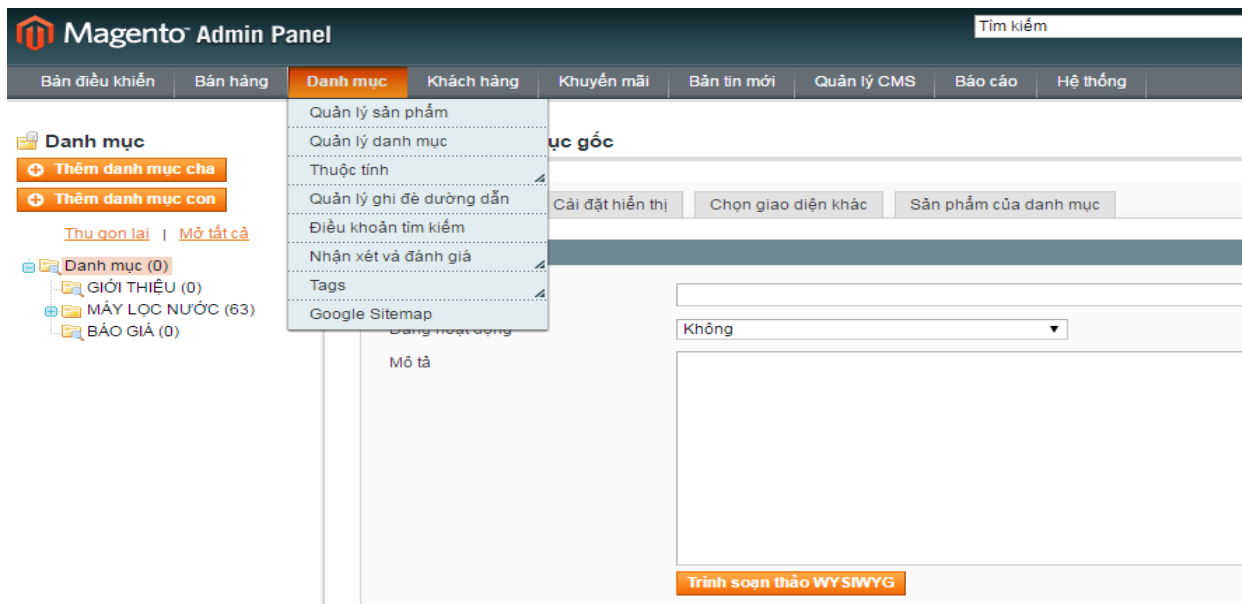 Magento Admin Panel
Tìm kiếm
Bản điều khiển Bán hàng Danh mục Khách hàng Khuyến mãi Bản tin mới Quản lý CMS Báo cáo Hệ thống
Quản lý sản phẩm
Quản lý danh mục
Thuộc tính
Quản lý ghi đè dường dẫn
Điều khoản tìm kiếm
Nhận xét và đánh giá
Tags
Google Sitemap
Danh mục
Thêm danh mục cha
Thêm danh mục con
Thu gọn lại | Mở tất cả
Danh mục (0)
GIỚI THIỆU (0)
MÁY LỌC NƯỚC (63)
BÁO GIÁ (0)
ục gốc
Cài đặt hiển thị Chọn giao diện khác Sản phẩm của danh mục
Đang hoạt động Không
Mô tả
Trình soạn thảo WYSIWYG